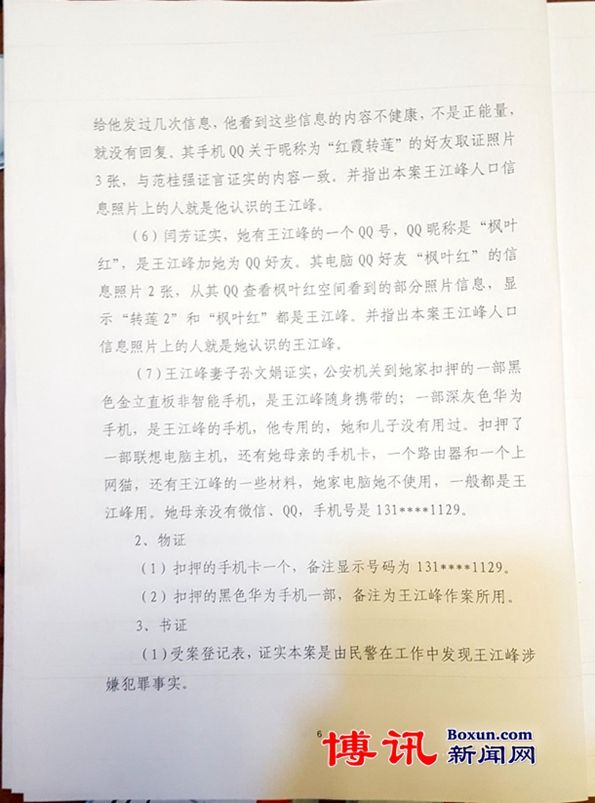 给他发过几次信息，他看到这些信息的内容不健康，不是正能量，
就没有回复。其手机 QQ 关于昵称为“红霞转莲”的好友取证照片
3 张，与范桂强证言证实的内容一致。并指出本案王江峰人口信
息照片上的人就是他认识的王江峰。
（6）闫芳证实，她有王江峰的一个 QQ 号，QQ 昵称是“枫叶
红”，是王江峰加她为 QQ 好友。其电脑 QQ 好友“枫叶红”的信
息照片 2 张，从其 QQ 查看枫叶红空间看到的部分照片信息，显
示“转莲 2”和“枫叶红”都是王江峰。并指出本案王江峰人口
信息照片上的人就是她认识的王江峰。
（7）王江峰妻子孙文娟证实，公安机关到她家扣押的一部黑
色金立直板非智能手机，是王江峰随身携带的；一部深灰色华为
手机，是王江峰的手机，他专用的，她和儿子没有用过。扣押了
一部联想电脑主机，还有她母亲的手机卡，一个路由器和一个上
网猫，还有王江峰的一些材料，她家电脑她不使用，一般都是王
江峰用。她母亲没有微信、QQ，手机号是 131****1129。
2、物证
（1）扣押的手机卡一个，备注显示号码为 131****1129。
（2）扣押的黑色华为手机一部，备注为王江峰作案所用。
3、书证
（1）受案登记表，证实本案是由民警在工作中发现王江峰涉
嫌犯罪事实。
6
博讯 Boxun.com
新闻网